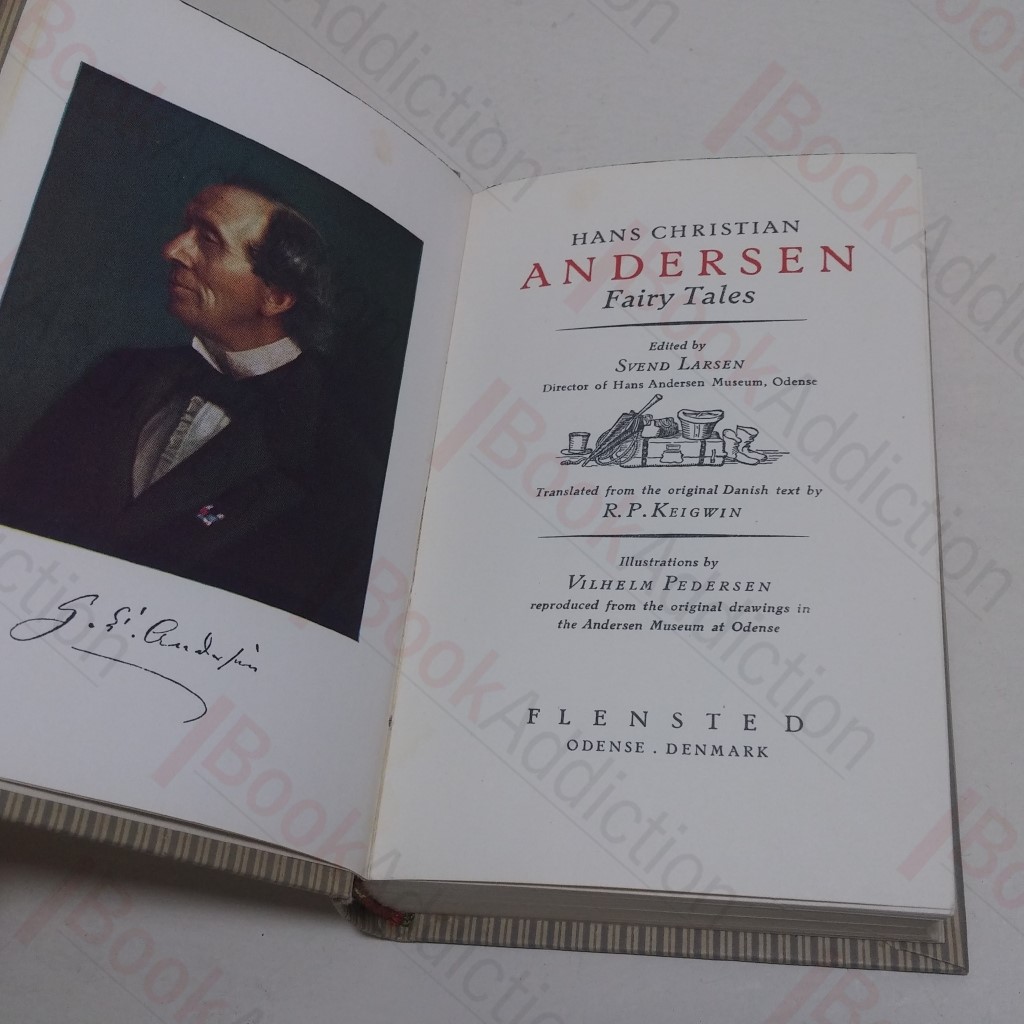 H. C. Andersen
HANS CHRISTIAN
ANDERSEN
Fairy Tales
Edited by
SVEND LARSEN
Director of Hans Andersen Museum, Odense
Translated from the original Danish text by
R. P. KEIGWIN
Illustrations by
VILHELM PEDERSEN
reproduced from the original drawings in
the Andersen Museum at Odense
FLENSTED
ODENSE . DENMARK
BookAddiction